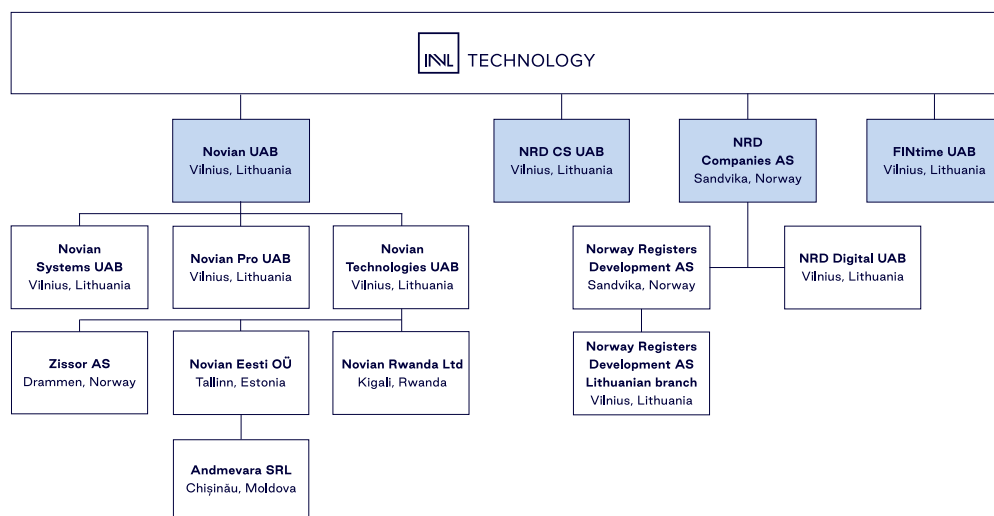 INVL TECHNOLOGY
Novian UAB
Vilnius, Lithuania
NRD CS UAB
Vilnius, Lithuania
NRD
Companies AS
Sandvika, Norway
FINtime UAB
Vilnius, Lithuania
Novian
Systems UAB
Vilnius, Lithuania
Novian Pro UAB
Vilnius, Lithuania
Novian
Technologies UAB
Vilnius, Lithuania
Norway Registers
Development AS
Sandvika, Norway
NRD Digital UAB
Vilnius, Lithuania
Zissor AS
Drammen, Norway
Novian Eesti OÜ
Tallinn, Estonia
Novian Rwanda Ltd
Kigali, Rwanda
Norway Registers
Development AS
Lithuanian branch
Vilnius, Lithuania
Andmevara SRL
Chișinău, Moldova